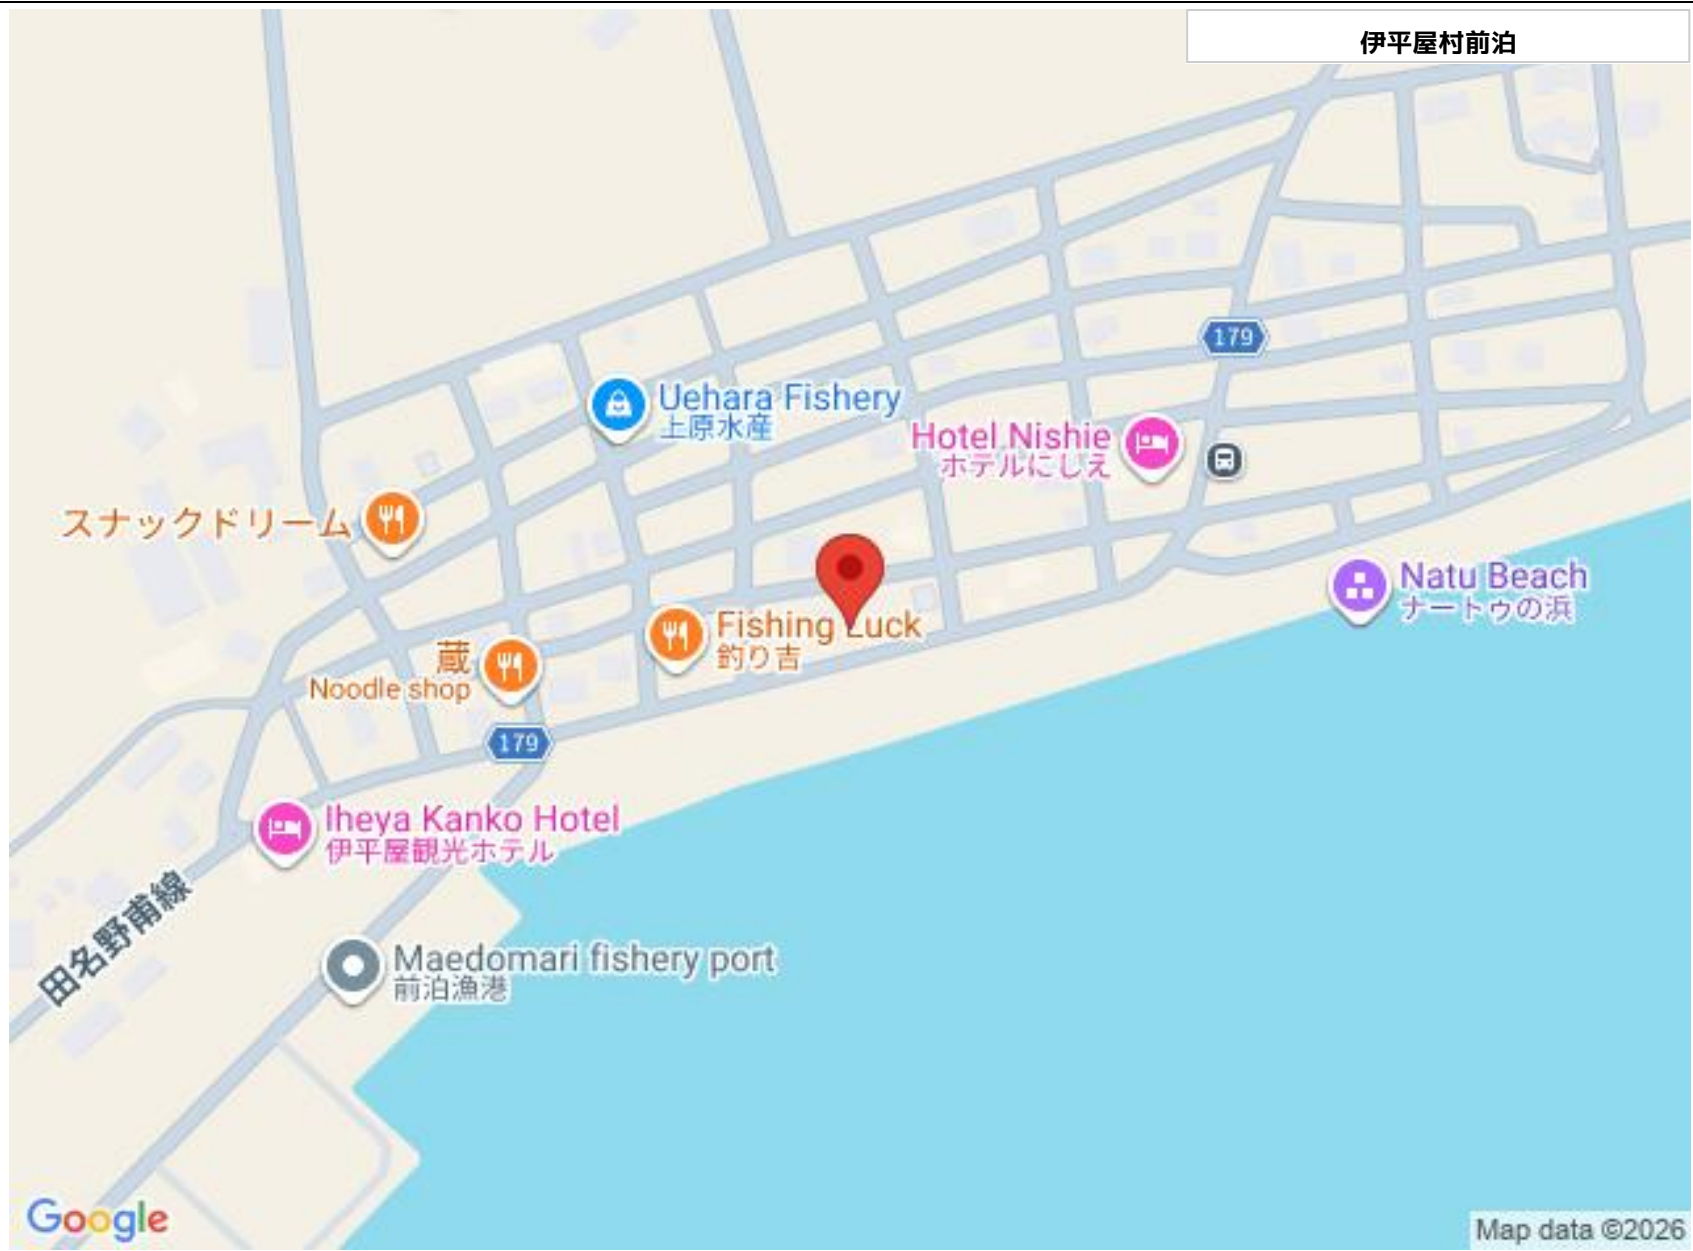 伊平屋村前泊
179
Uehara Fishery
上原水産
Hotel Nishie
ホテルにしえ
スナックドリーム
Natu Beach
ナートゥの浜
Fishing Luck
釣り吉
蔵
Noodle shop
179
Iheya Kanko Hotel
伊平屋観光ホテル
田名野甫線
Maedomari fishery port
前泊漁港
Google
Map data ©2026